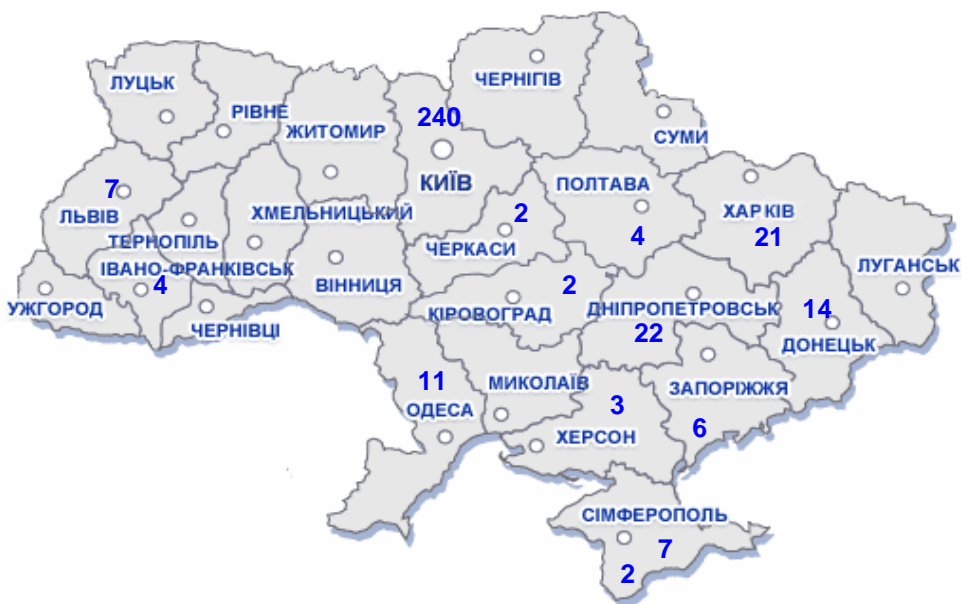 ЧЕРНІГІВ
ЛУЦЬК
РІВНЕ
240
ЖИТОМИР
СУМИ
КИЇВ
ПОЛТАВА
7
ЛЬВІВ
ХМЕЛЬНИЦЬКИЙ
2
ХАРКІВ
ТЕРНОПІЛЬ
ЧЕРКАСИ
4
21
ІВАНО-ФРАНКІВСЬК
4
ЛУГАНСЬК
ВІННИЦЯ
2
УЖГОРОД
КІРОВОГРАД
ДНІПРОПЕТРОВСЬК
14
ЧЕРНІВЦІ
22
ДОНЕЦЬК
11
МИКОЛАЇВ
ЗАПОРІЖЖЯ
ОДЕСА
3
6
ХЕРСОН
СІМФЕРОПОЛЬ
7
2